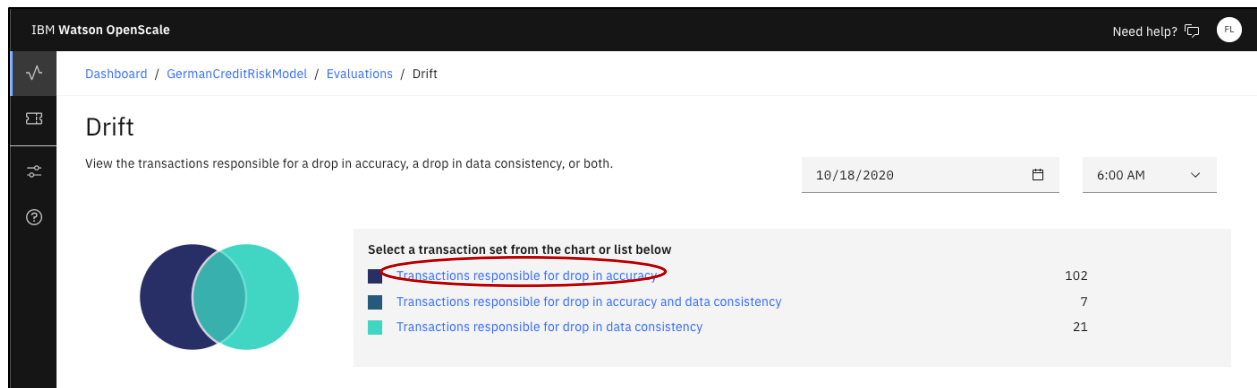 IBM Watson OpenScale
Need help?
FL
Dashboard / GermanCreditRiskModel / Evaluations / Drift
Drift
View the transactions responsible for a drop in accuracy, a drop in data consistency, or both.
10/18/2020
6:00 AM
Select a transaction set from the chart or list below
Transactions responsible for drop in accuracy 102
Transactions responsible for drop in accuracy and data consistency 7
Transactions responsible for drop in data consistency 21